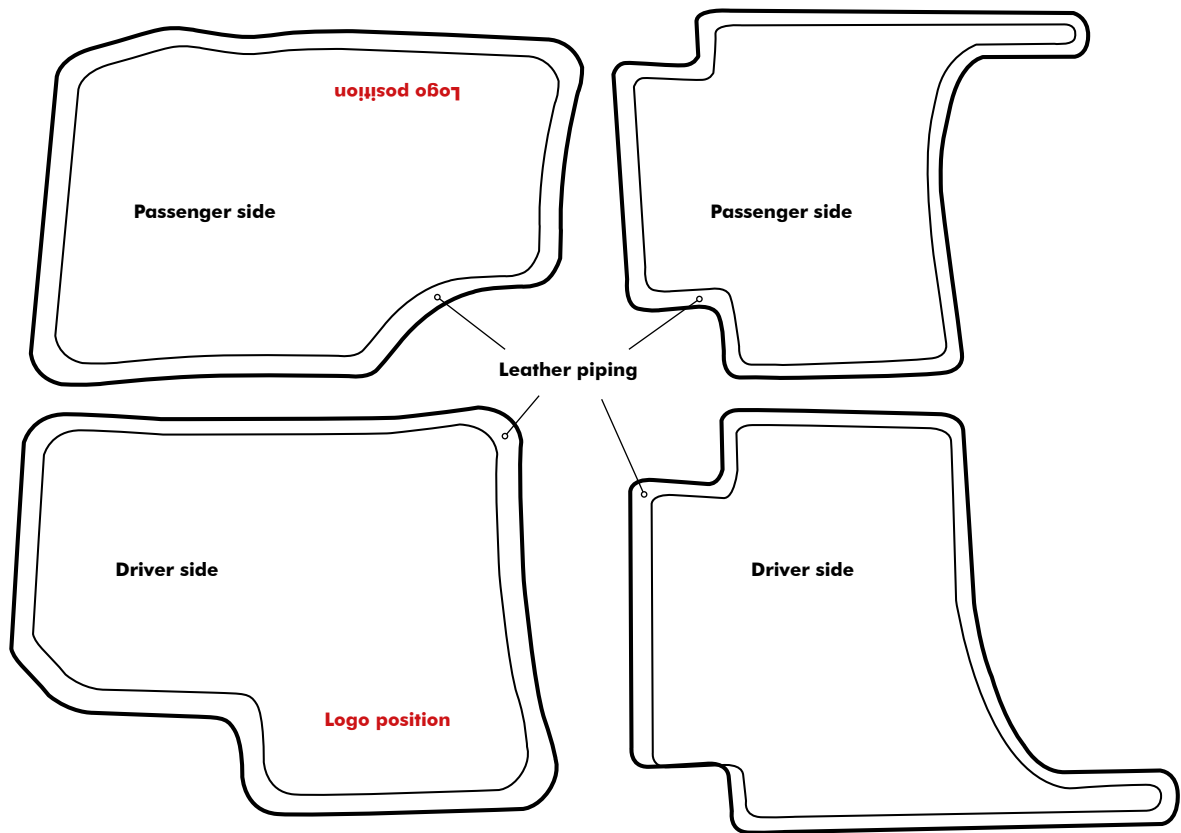 Logo position
Passenger side
Passenger side
Leather piping
Driver side
Driver side
Logo position